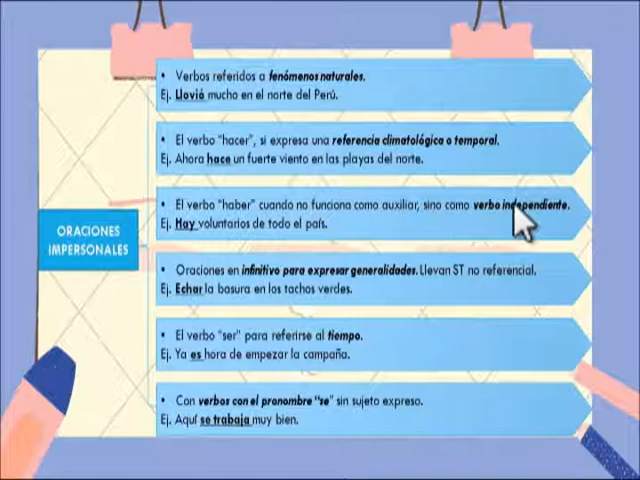 • Verbos referidos a fenómenos naturales.
Ej. Llovió mucho en el norte del Perú.
• El verbo "hacer", si expresa una referencia climatológica o temporal.
Ej. Ahora hace un fuerte viento en las playas del norte.
• El verbo "haber" cuando no funciona como auxiliar, sino como verbo independiente.
Ej. Hay voluntarios de todo el país.
ORACIONES
IMPERSONALES
• Oraciones en infinitivo para expresar generalidades. Llevan ST no referencial.
Ej. Echar la basura en los tachos verdes.
• El verbo "ser" para referirse al tiempo.
Ej. Ya es hora de empezar la campaña.
• Con verbos con el pronombre "se" sin sujeto expreso.
Ej. Aquí se trabaja muy bien.